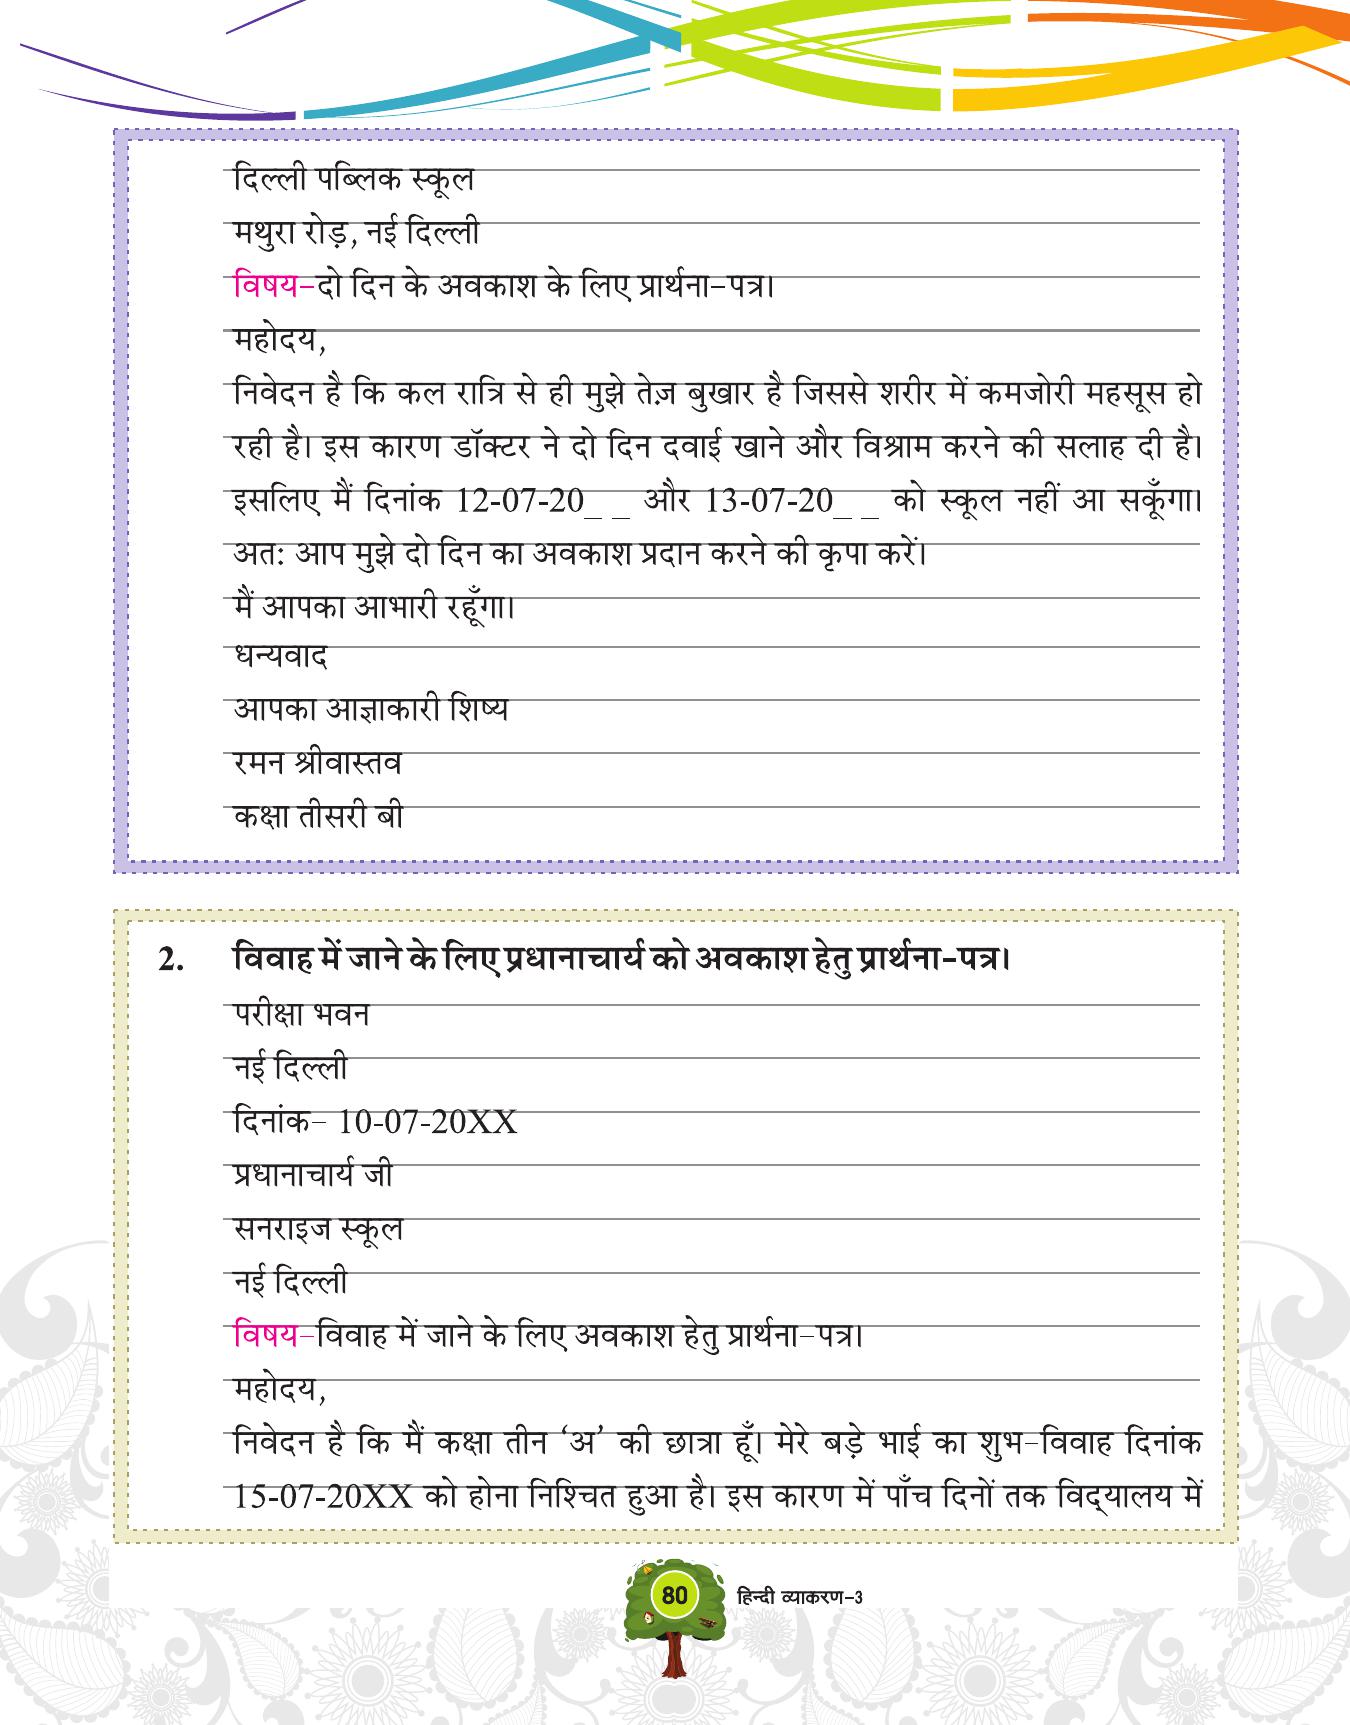 दिल्ली पब्लिक स्कूल
मथुरा रोड़, नई दिल्ली
विषय-दो दिन के अवकाश के लिए प्रार्थना-पत्र।
महोदय,
निवेदन है कि कल रात्रि से ही मुझे तेज़ बुखार है जिससे शरीर में कमजोरी महसूस हो
रही है। इस कारण डॉक्टर ने दो दिन दवाई खाने और विश्राम करने की सलाह दी है।
इसलिए मैं दिनांक 12-07-20_ _ और 13-07-20_ _ को स्कूल नहीं आ सकूँगा।
अत: आप मुझे दो दिन का अवकाश प्रदान करने की कृपा करें।
मैं आपका आभारी रहूँगा।
धन्यवाद
आपका आज्ञाकारी शिष्य
रमन श्रीवास्तव
कक्षा तीसरी बी
2. विवाह में जाने के लिए प्रधानाचार्य को अवकाश हेतु प्रार्थना-पत्र।
परीक्षा भवन
नई दिल्ली
दिनांक- 10-07-20XX
प्रधानाचार्य जी
सनराइज स्कूल
नई दिल्ली
विषय-विवाह में जाने के लिए अवकाश हेतु प्रार्थना-पत्र।
महोदय,
निवेदन है कि मैं कक्षा तीन ‘अ’ की छात्रा हूँ। मेरे बड़े भाई का शुभ-विवाह दिनांक
15-07-20XX को होना निश्चित हुआ है। इस कारण में पाँच दिनों तक विद्‌यालय में
80 हिन्दी व्याकरण-3